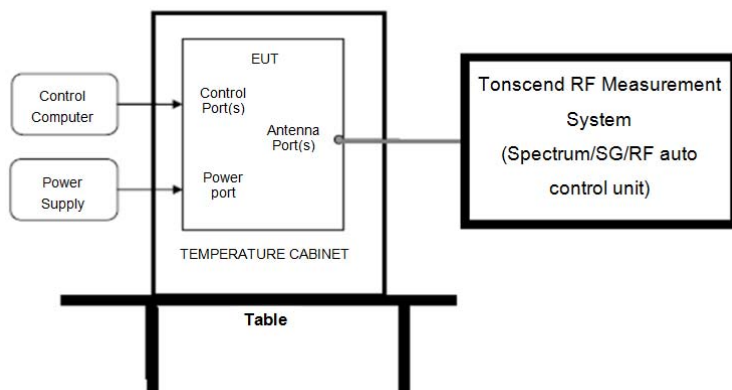 EUT
Control
Computer
Control
Port(s)
Antenna
Port(s)
Power
Supply
Power
port
TEMPERATURE CABINET
Table
Tonscend RF Measurement
System
(Spectrum/SG/RF auto
control unit)